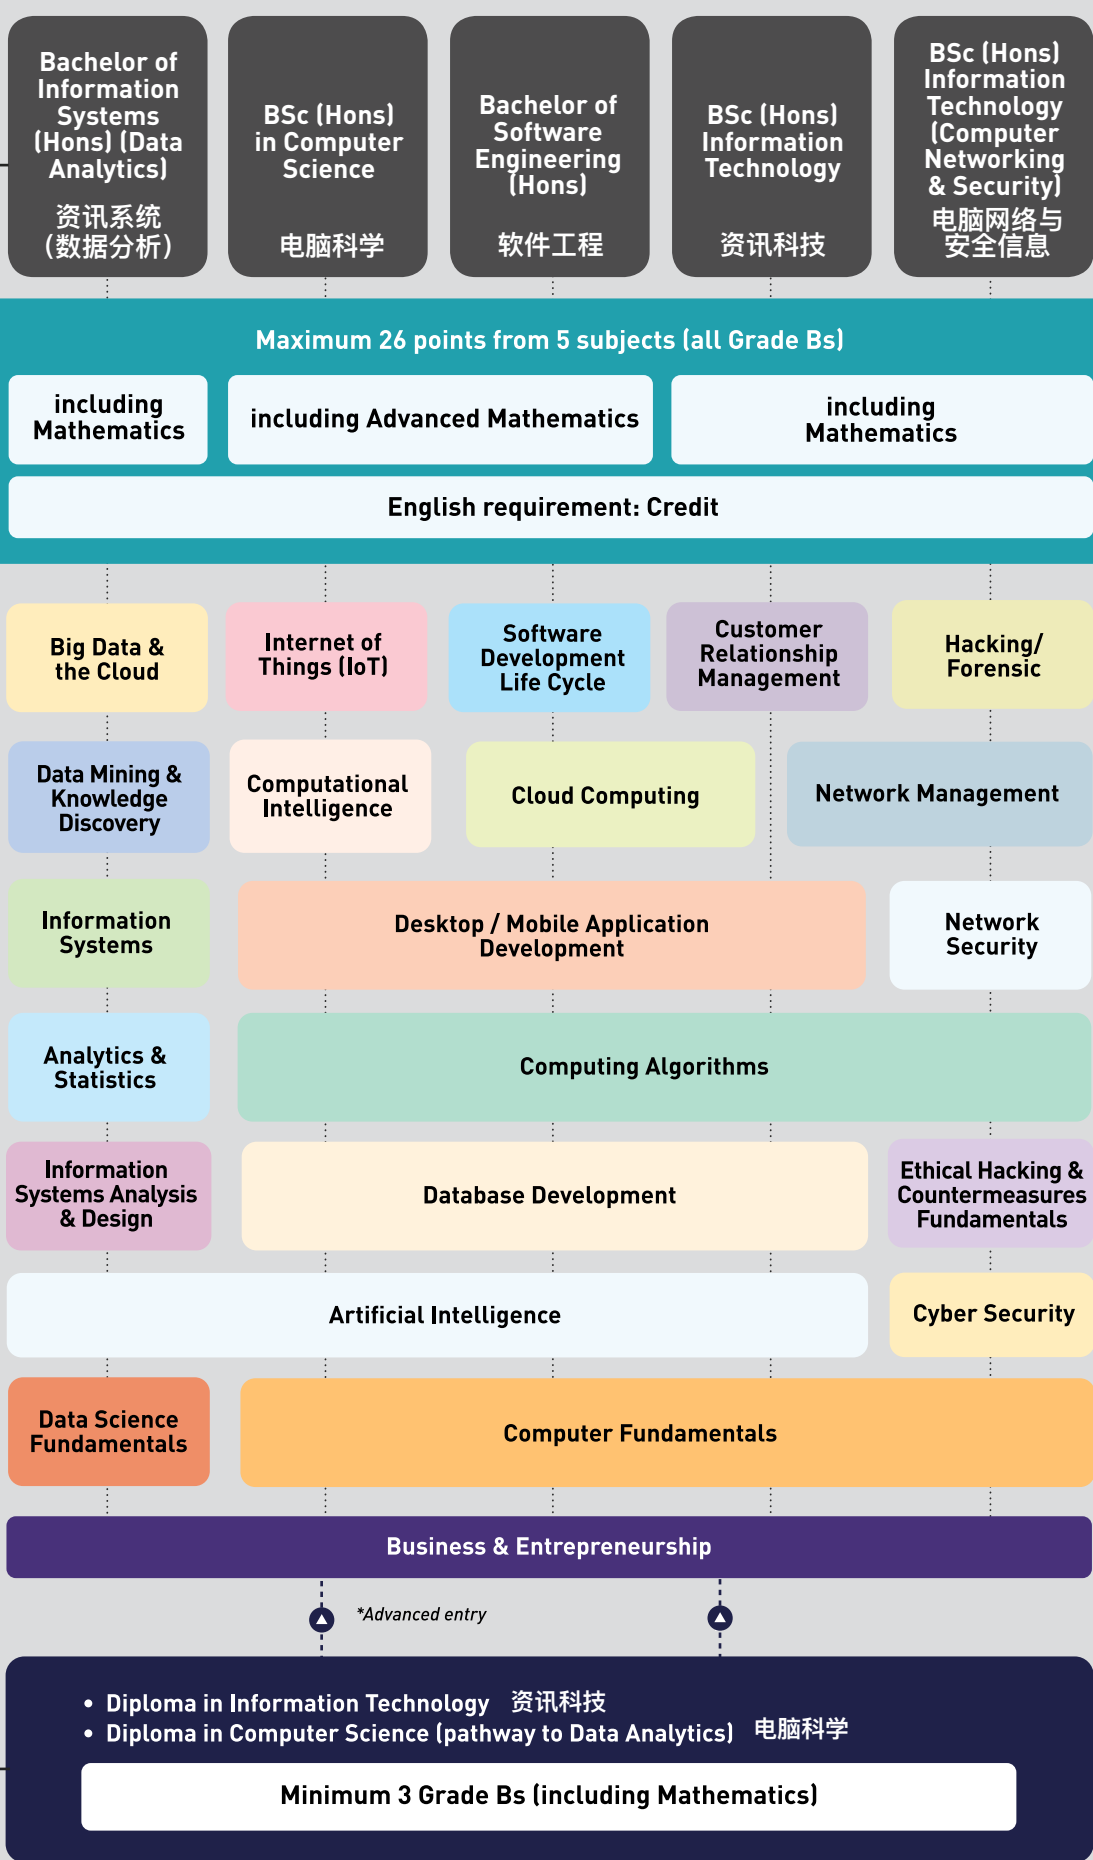 Bachelor of
Information
Systems
(Hons) (Data
Analytics)
资讯系统
(数据分析)
BSc (Hons)
in Computer
Science
电脑科学
Bachelor of
Software
Engineering
(Hons)
软件工程
BSc (Hons)
Information
Technology
资讯科技
BSc (Hons)
Information
Technology
(Computer
Networking
& Security)
电脑网络与
安全信息
Maximum 26 points from 5 subjects (all Grade Bs)
including
Mathematics
including Advanced Mathematics
including
Mathematics
English requirement: Credit
Big Data &
the Cloud
Internet of
Things (IoT)
Software
Development
Life Cycle
Customer
Relationship
Management
Hacking/
Forensic
Data Mining &
Knowledge
Discovery
Computational
Intelligence
Cloud Computing
Network Management
Information
Systems
Desktop / Mobile Application
Development
Network
Security
Analytics &
Statistics
Computing Algorithms
Information
Systems Analysis
& Design
Database Development
Ethical Hacking &
Countermeasures
Fundamentals
Artificial Intelligence
Cyber Security
Data Science
Fundamentals
Computer Fundamentals
Business & Entrepreneurship
*Advanced entry
• Diploma in Information Technology 资讯科技
• Diploma in Computer Science (pathway to Data Analytics) 电脑科学
Minimum 3 Grade Bs (including Mathematics)